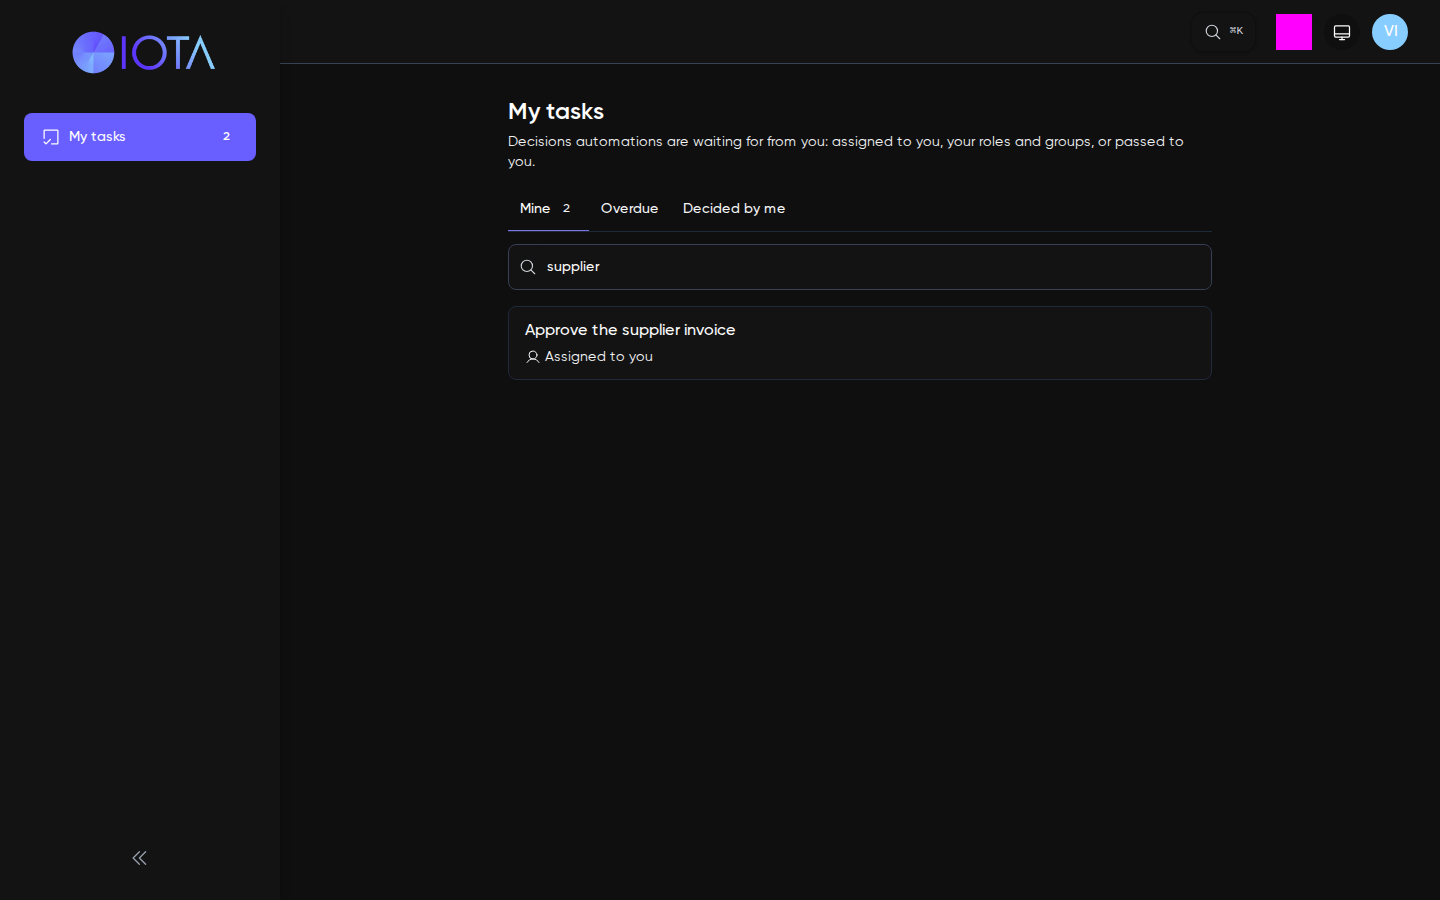 IOTA
⌘K
VI
My tasks 2
My tasks
Decisions automations are waiting for from you: assigned to you, your roles and groups, or passed to
you.
Mine 2 Overdue Decided by me
supplier
Approve the supplier invoice
Assigned to you